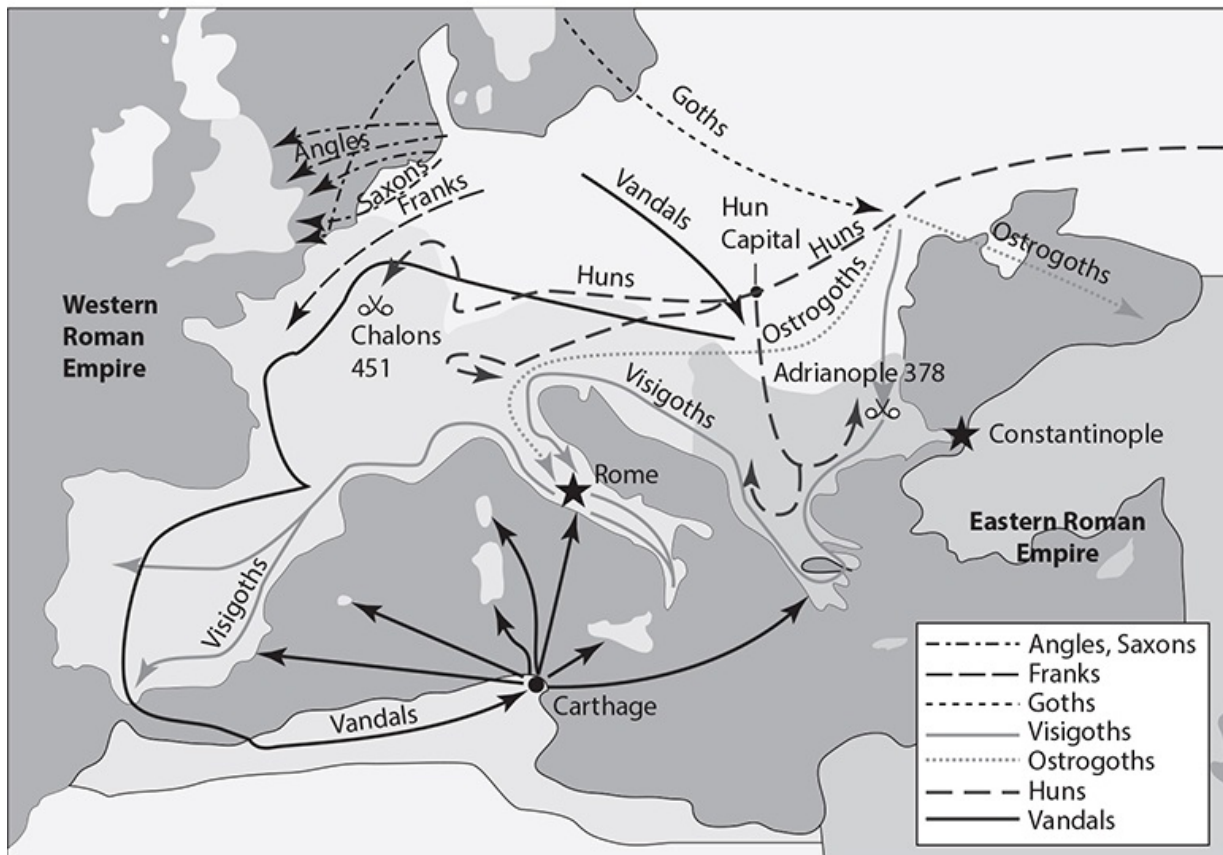 Goths
Angles
Saxons
Franks
Vandals
Hun
Capital
Huns
Ostrogoths
Ostrogoths
Huns
Western
Roman
Empire
Chalons
451
Visigoths
Adrianople 378
Constantinople
Rome
Eastern Roman
Empire
Visigoths
Vandals
Carthage
Angles, Saxons
Franks
Goths
Visigoths
Ostrogoths
Huns
Vandals